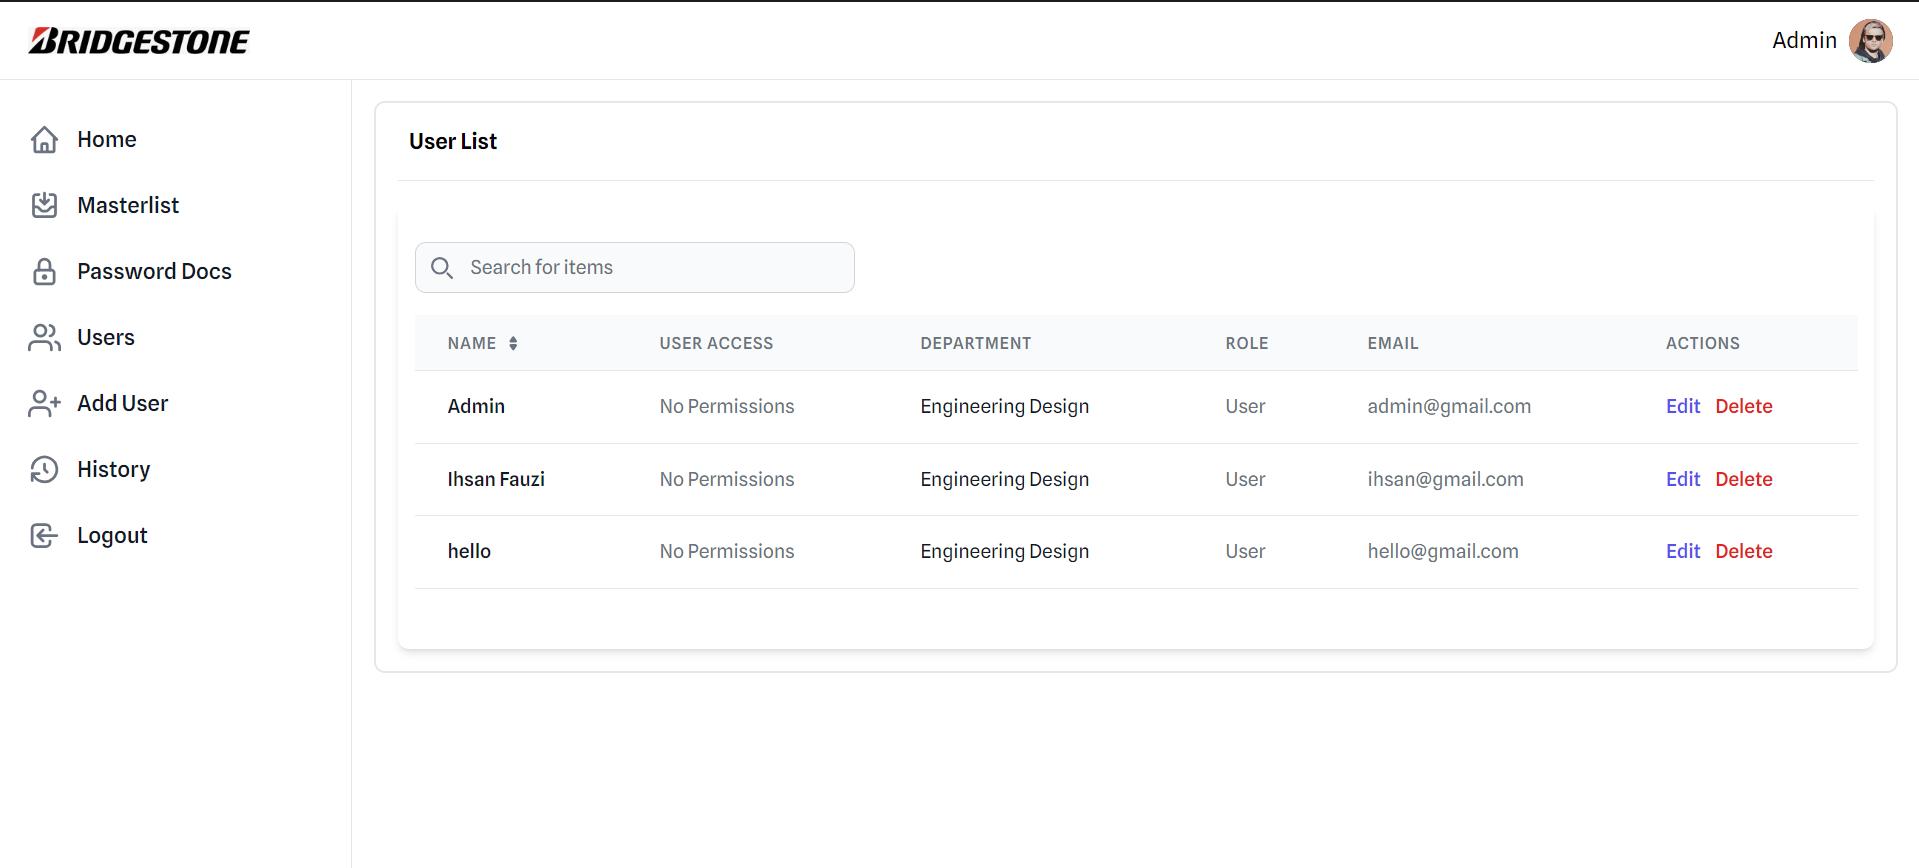 BRIDGESTONE
Admin
Home
Masterlist
Password Docs
Users
Add User
History
Logout
User List
Search for items
NAME USER ACCESS DEPARTMENT ROLE EMAIL ACTIONS
Admin No Permissions Engineering Design User admin@gmail.com Edit Delete
Ihsan Fauzi No Permissions Engineering Design User ihsan@gmail.com Edit Delete
hello No Permissions Engineering Design User hello@gmail.com Edit Delete